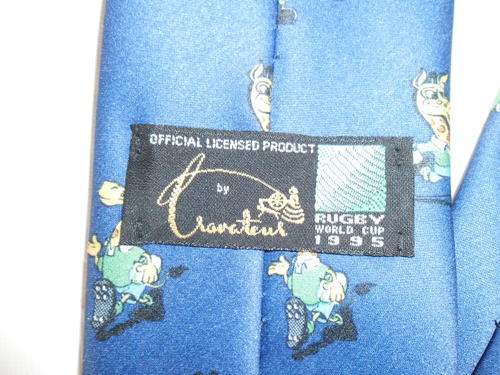 OFFICIAL LICENSED PRODUCT
by
Cravateur
RUGBY
WORLD CUP
1995